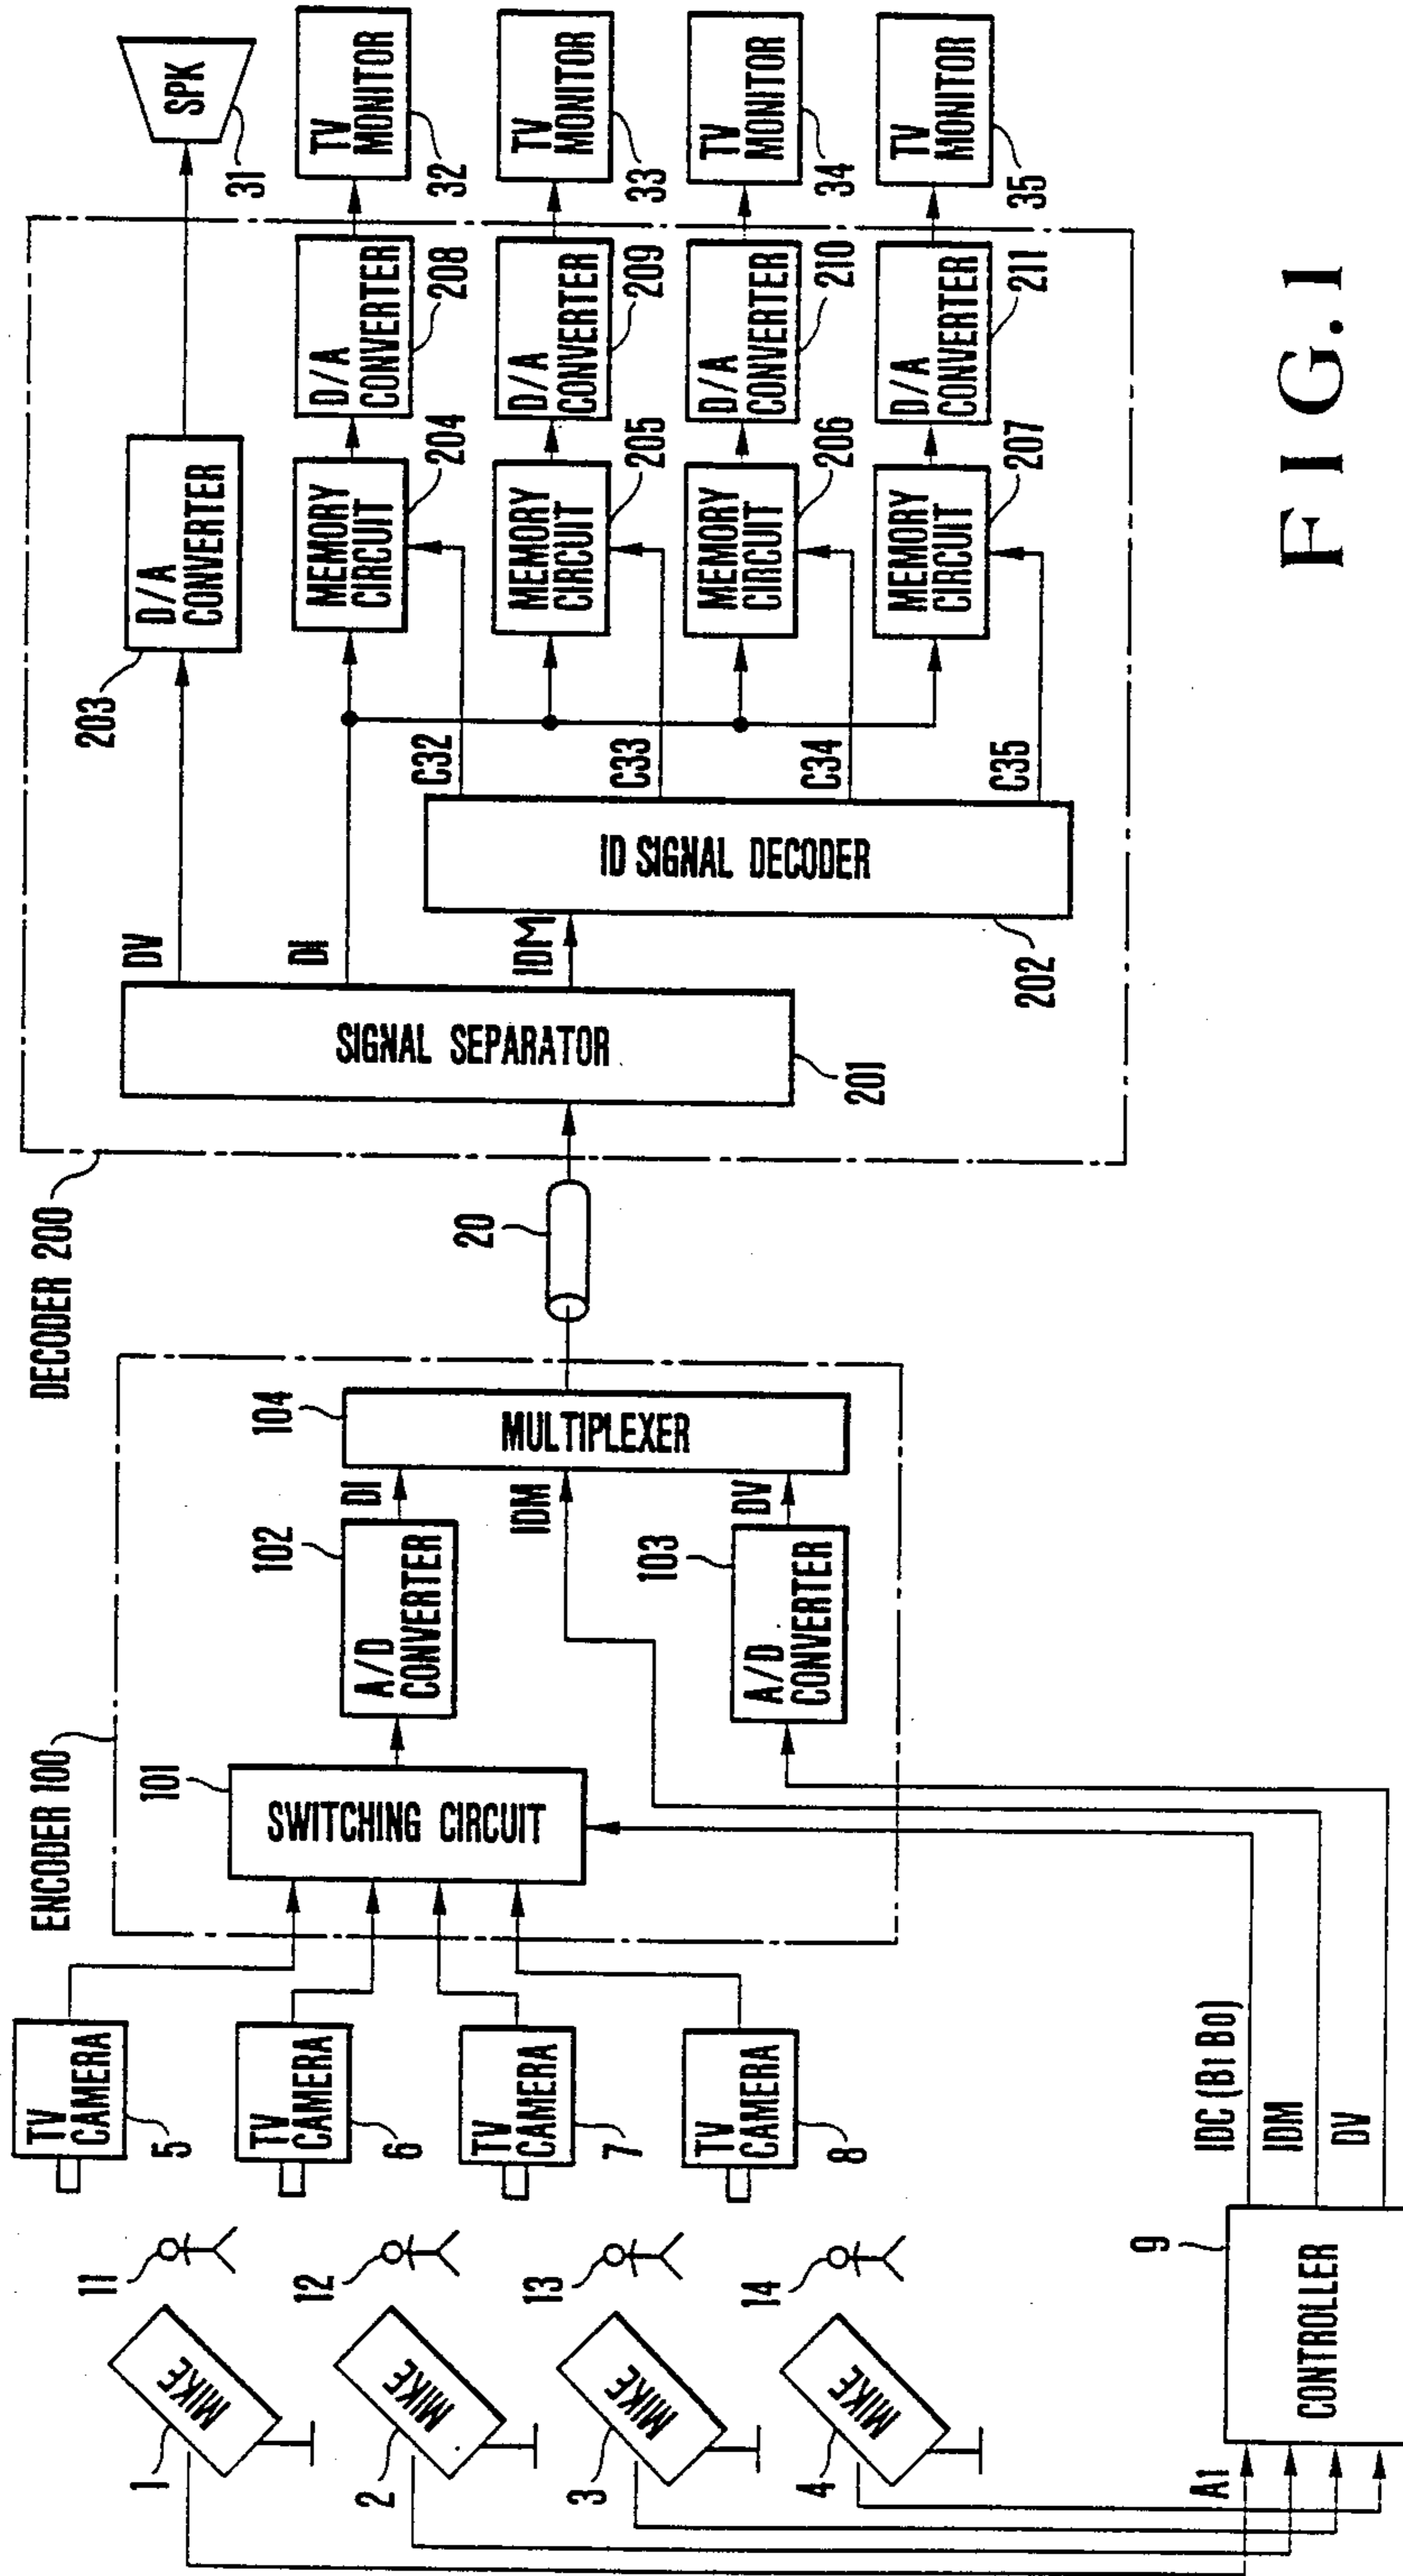 MIKE
1
MIKE
2
MIKE
3
MIKE
4
11
12
13
14
TV
CAMERA
5
TV
CAMERA
6
TV
CAMERA
7
TV
CAMERA
8
A1
CONTROLLER
9
IDC (B1 B0)
IDM
DV
ENCODER 100
SWITCHING CIRCUIT
101
A/D
CONVERTER
102
DI
IDM
A/D
CONVERTER
103
DV
MULTIPLEXER
104
20
DECODER 200
SIGNAL SEPARATOR
201
DV
DI
IDM
ID SIGNAL DECODER
202
C32
C33
C34
C35
D/A
CONVERTER
203
MEMORY
CIRCUIT
204
MEMORY
CIRCUIT
205
MEMORY
CIRCUIT
206
MEMORY
CIRCUIT
207
D/A
CONVERTER
208
D/A
CONVERTER
209
D/A
CONVERTER
210
D/A
CONVERTER
211
SPK
31
TV
MONITOR
32
TV
MONITOR
33
TV
MONITOR
34
TV
MONITOR
35
FIG.1